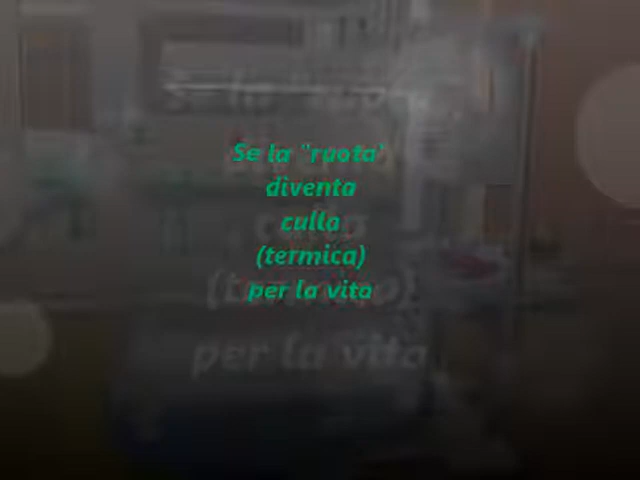 Se la "ruota"
diventa
culla
(termica)
per la vita